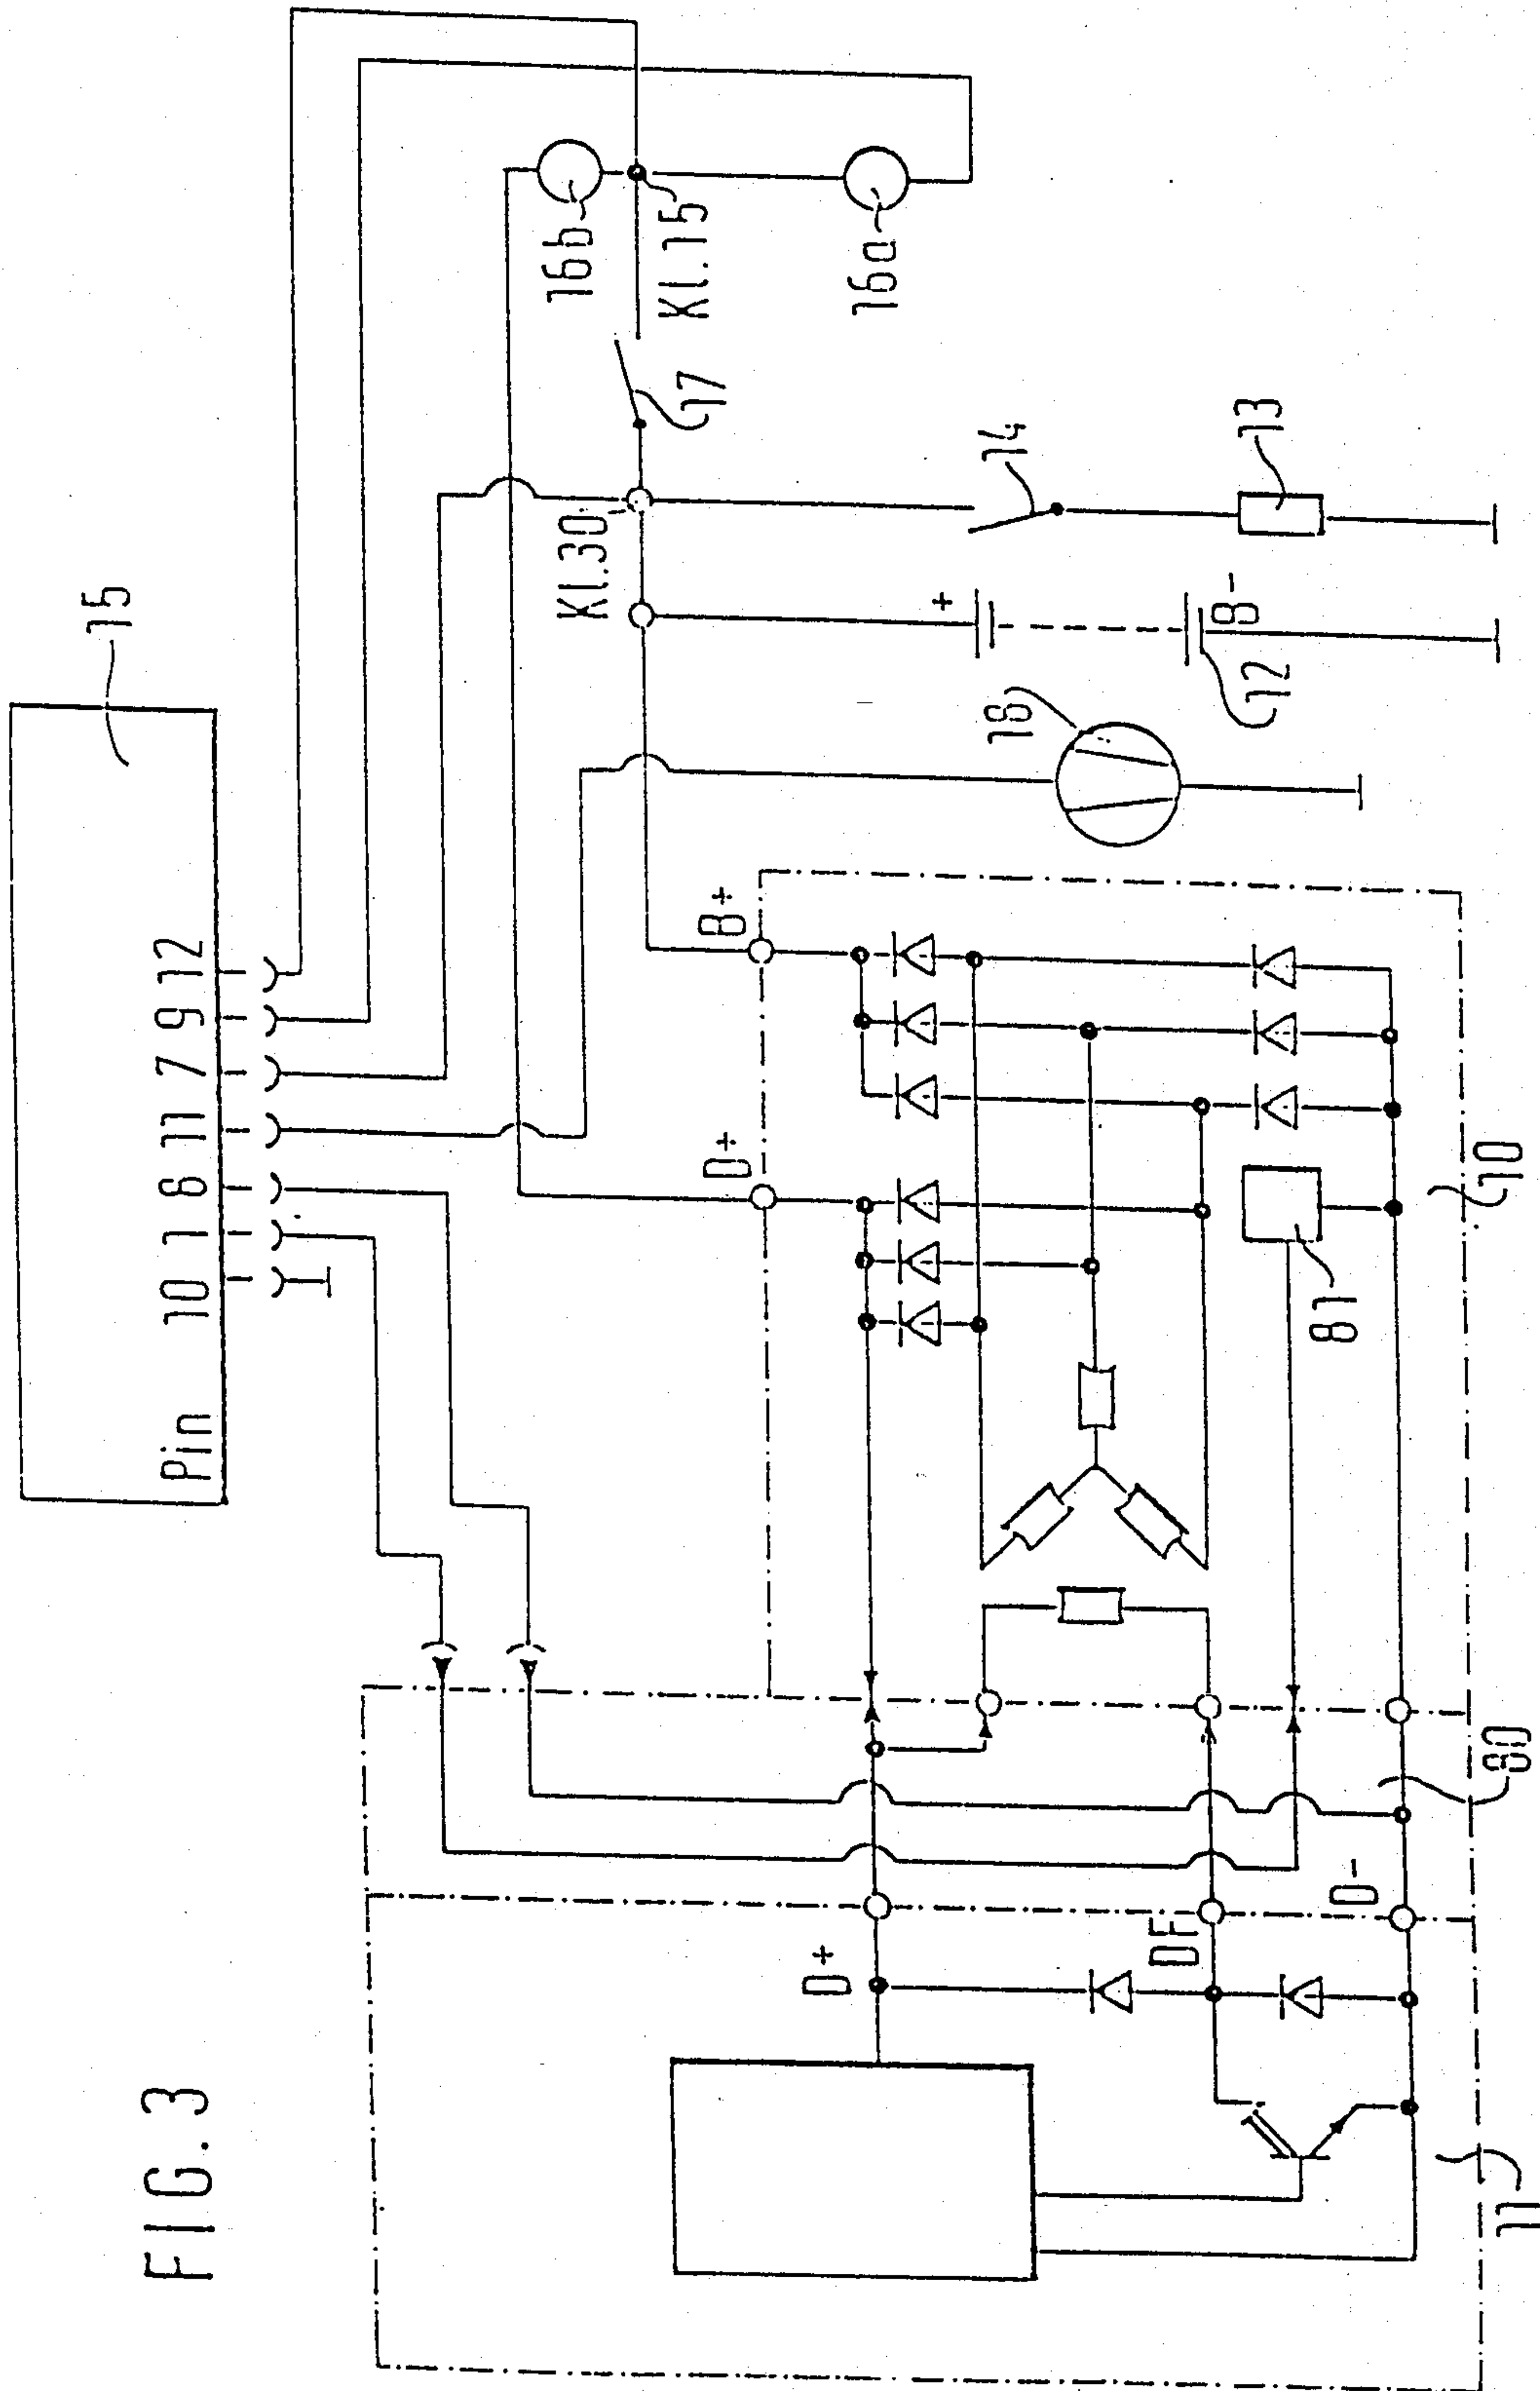 FIG. 3
15
Pin
10 1 8 11 7 9 12
16b
Kl.15
16a
17
Kl.30
14
13
+
B-
12
18
B+
D+
10
81
80
D+
DF
D-
11